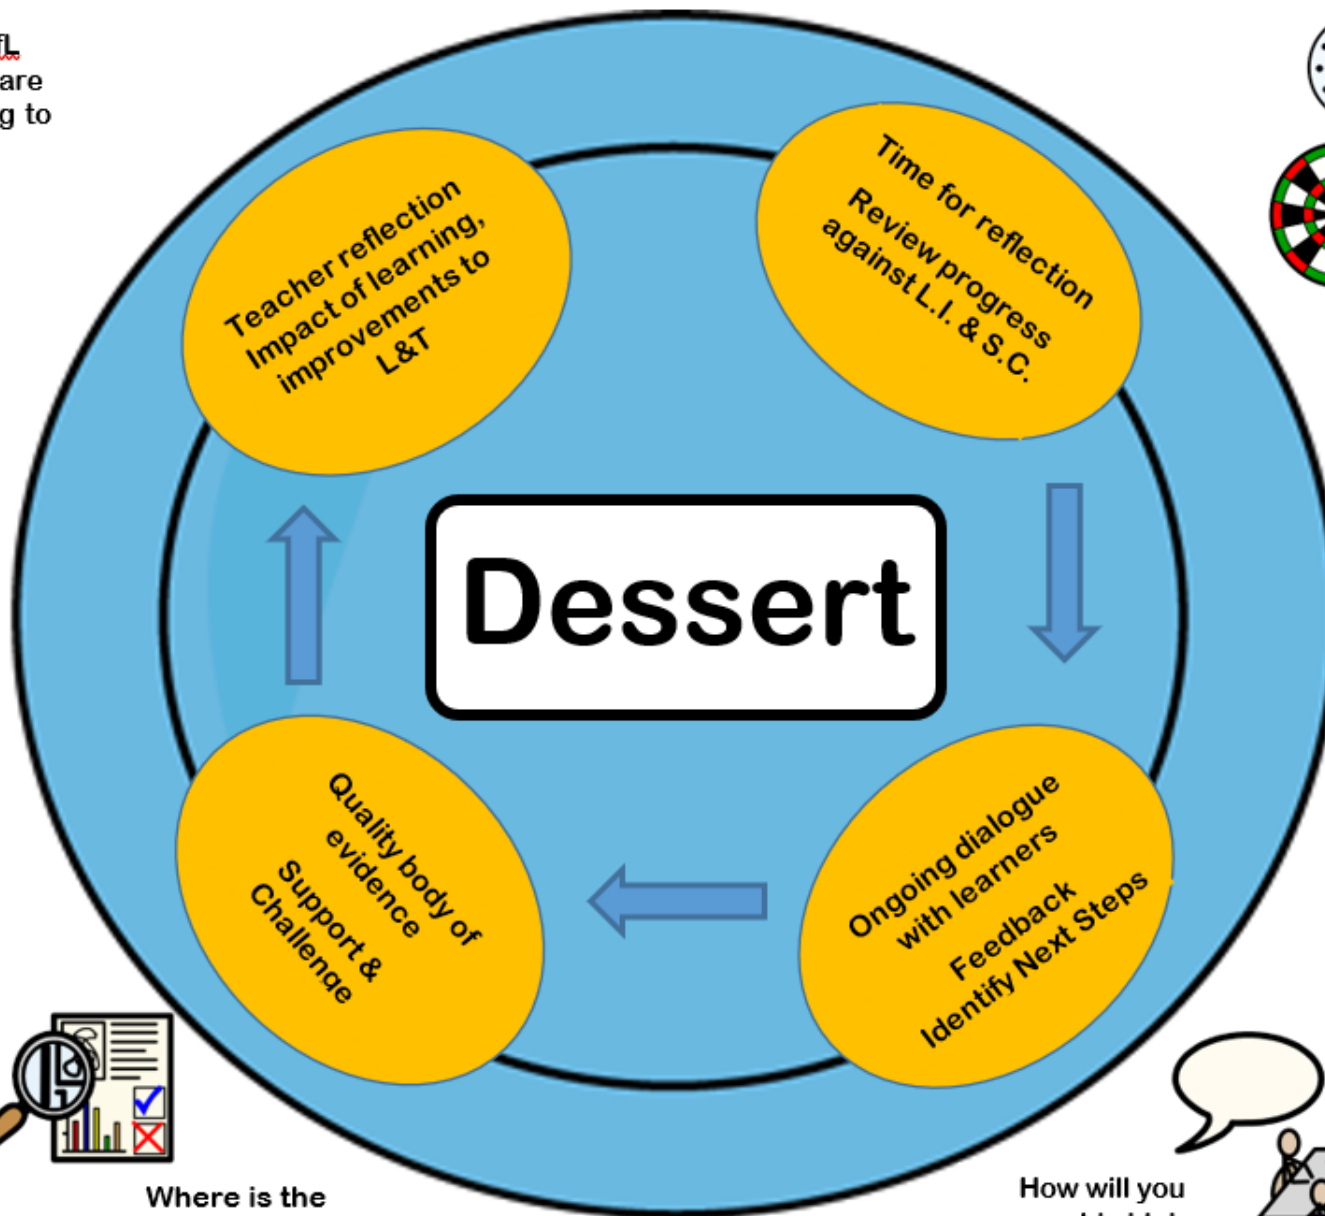 are
g to
Teacher reflection
Impact of learning,
improvements to
L&T
Time for reflection
Review progress
against L.I. & S.C.
Dessert
Quality body of
evidence
Support &
Challenge
Ongoing dialogue
with learners
Feedback
Identify Next Steps
Where is the
How will you